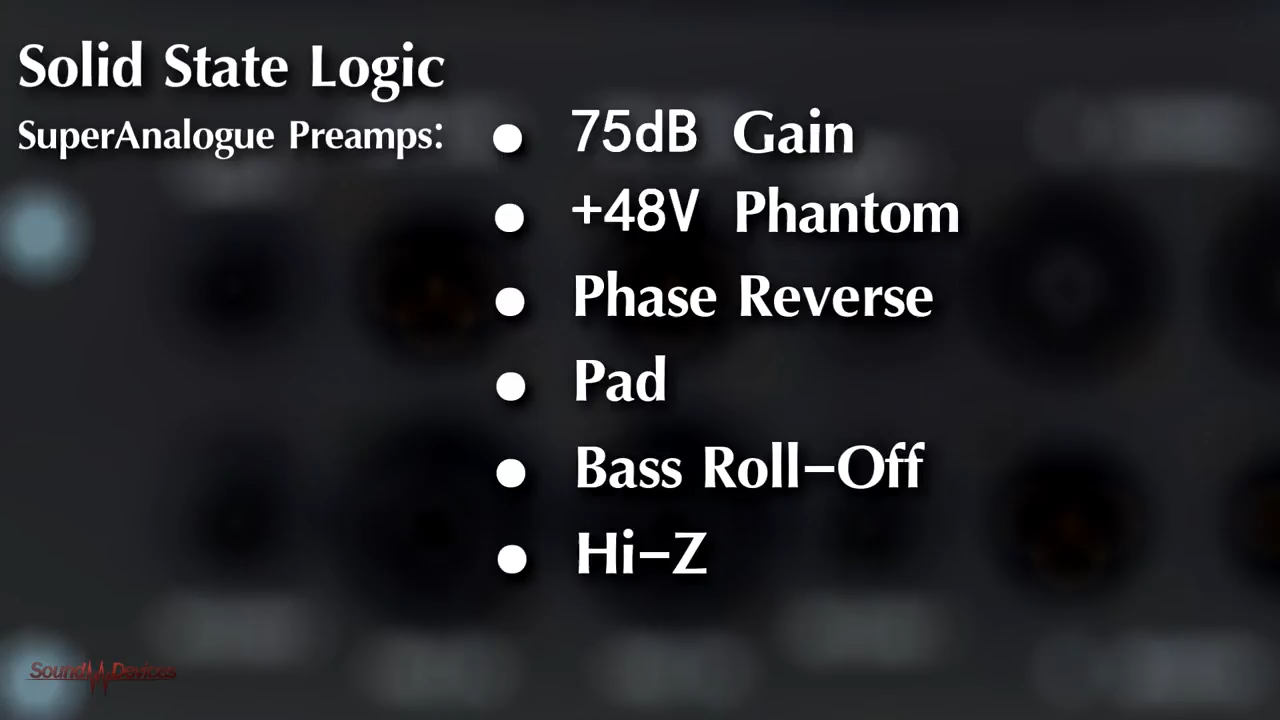 Solid State Logic
SuperAnalogue Preamps:
● 75dB Gain
● +48V Phantom
● Phase Reverse
● Pad
● Bass Roll-Off
● Hi-Z
Sound Devices